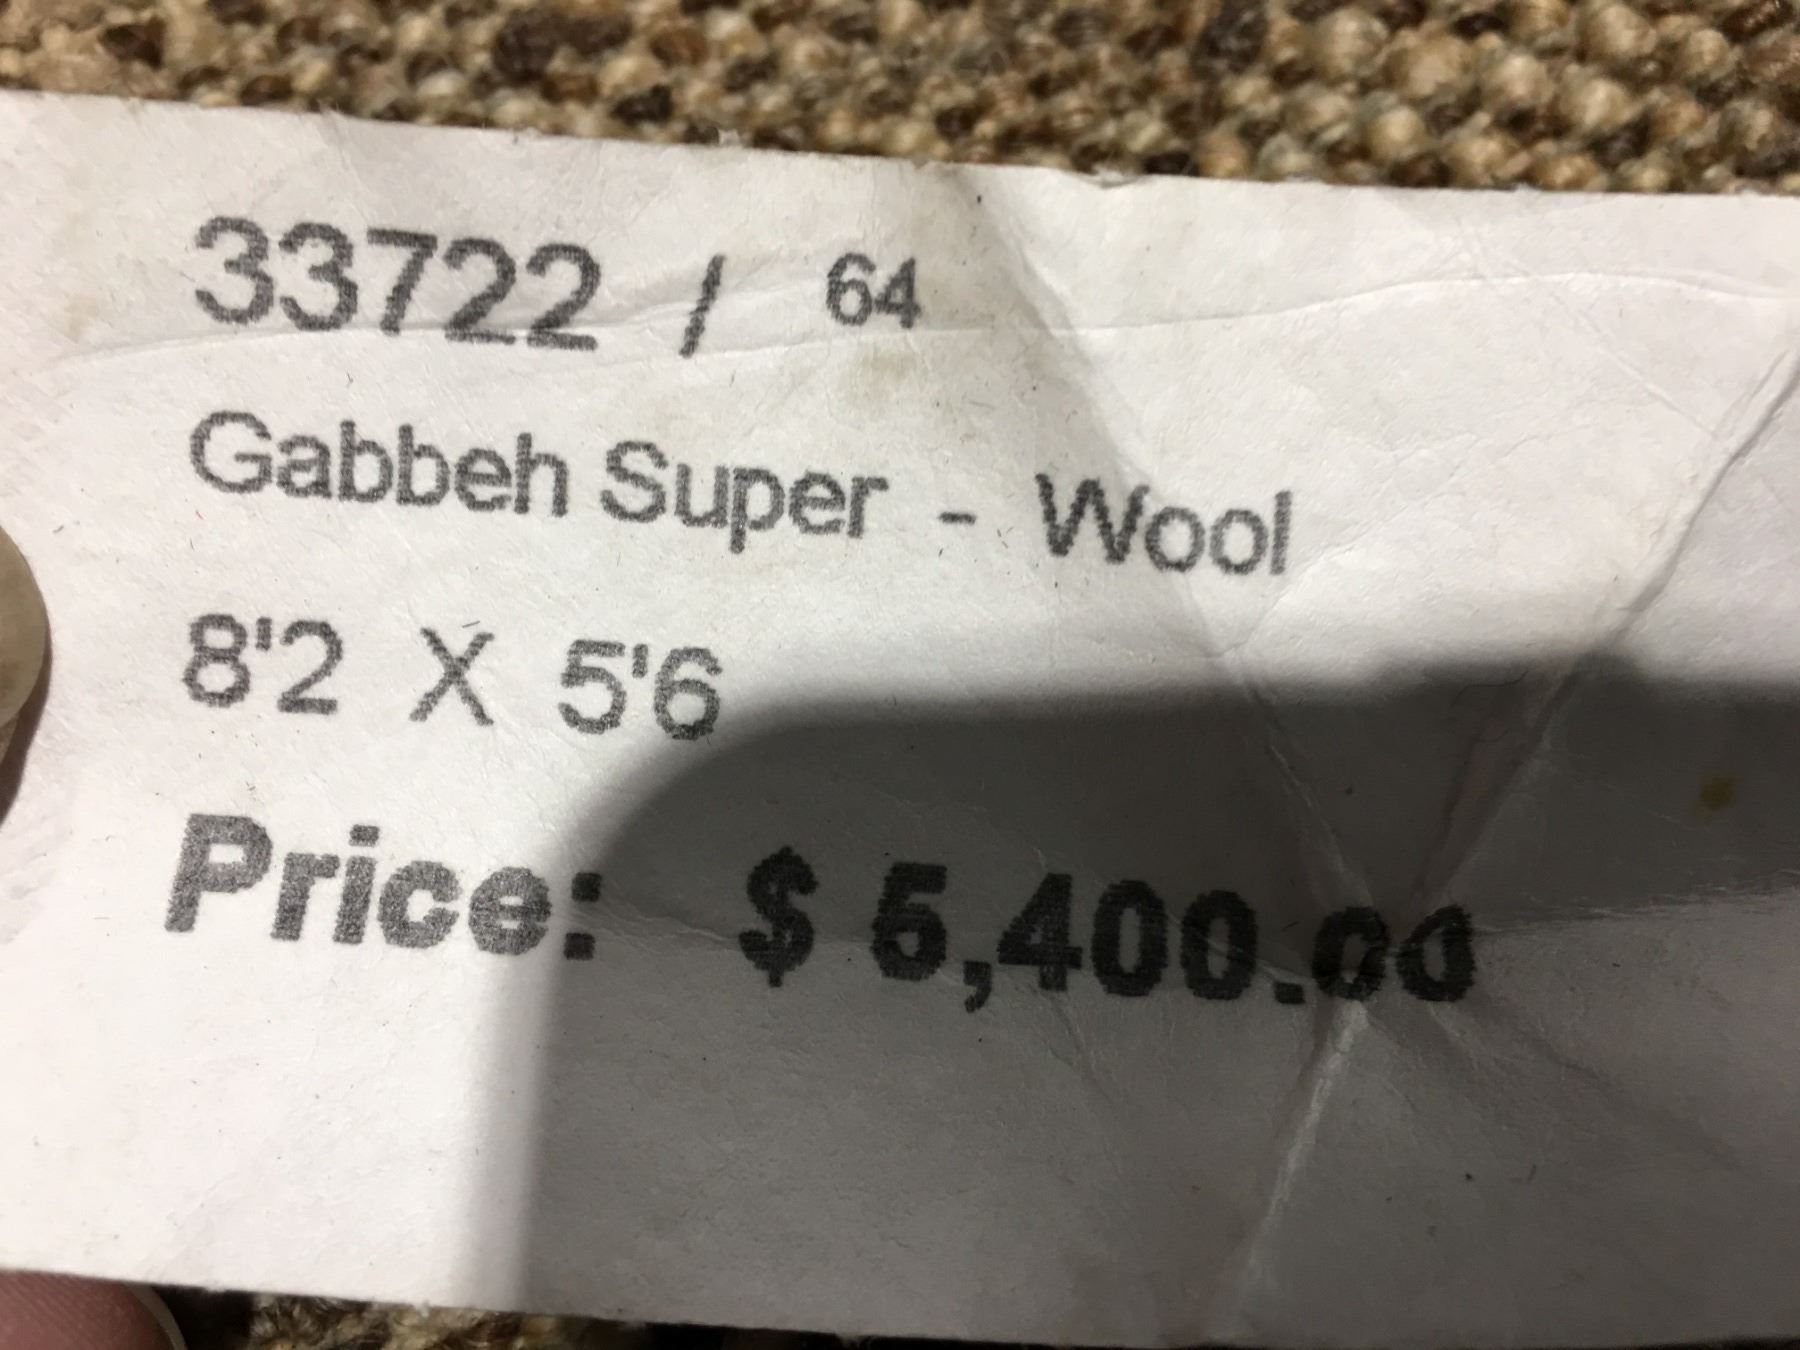 33722 / 64
Gabbeh Super - Wool
8'2 X 5'6
Price: $ 5,400.00